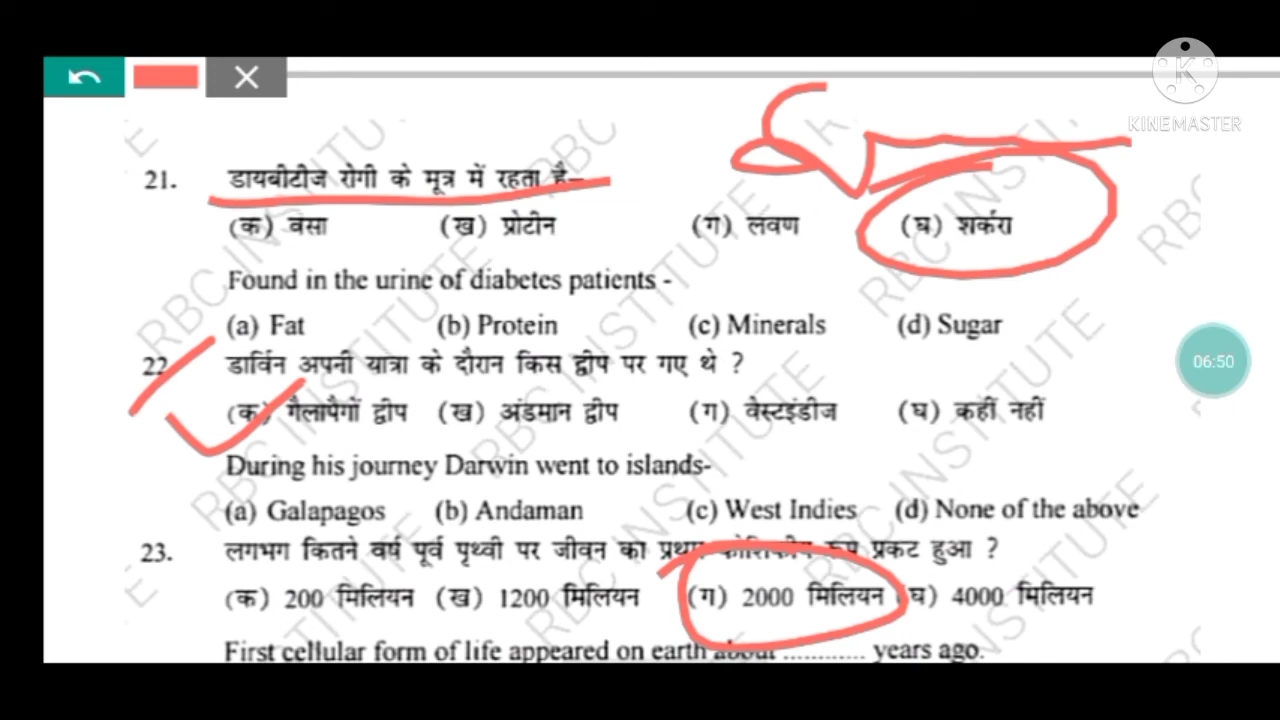 KINEMASTER
21. डायबीटीज रोगी के मूत्र में रहता है–
(क) वसा (ख) प्रोटीन (ग) लवण (घ) शर्करा
Found in the urine of diabetes patients -
(a) Fat (b) Protein (c) Minerals (d) Sugar
06:50
22 डार्विन अपनी यात्रा के दौरान किस द्वीप पर गए थे ?
(क) गैलापैगों द्वीप (ख) अंडमान द्वीप (ग) वेस्टइंडीज (घ) कहीं नहीं
During his journey Darwin went to islands-
(a) Galapagos (b) Andaman (c) West Indies (d) None of the above
23. लगभग कितने वर्ष पूर्व पृथ्वी पर जीवन का प्रथम कोशिकीय रूप प्रकट हुआ ?
(क) 200 मिलियन (ख) 1200 मिलियन (ग) 2000 मिलियन (घ) 4000 मिलियन
First cellular form of life appeared on earth about ............ years ago.
RBC INSTITUTE